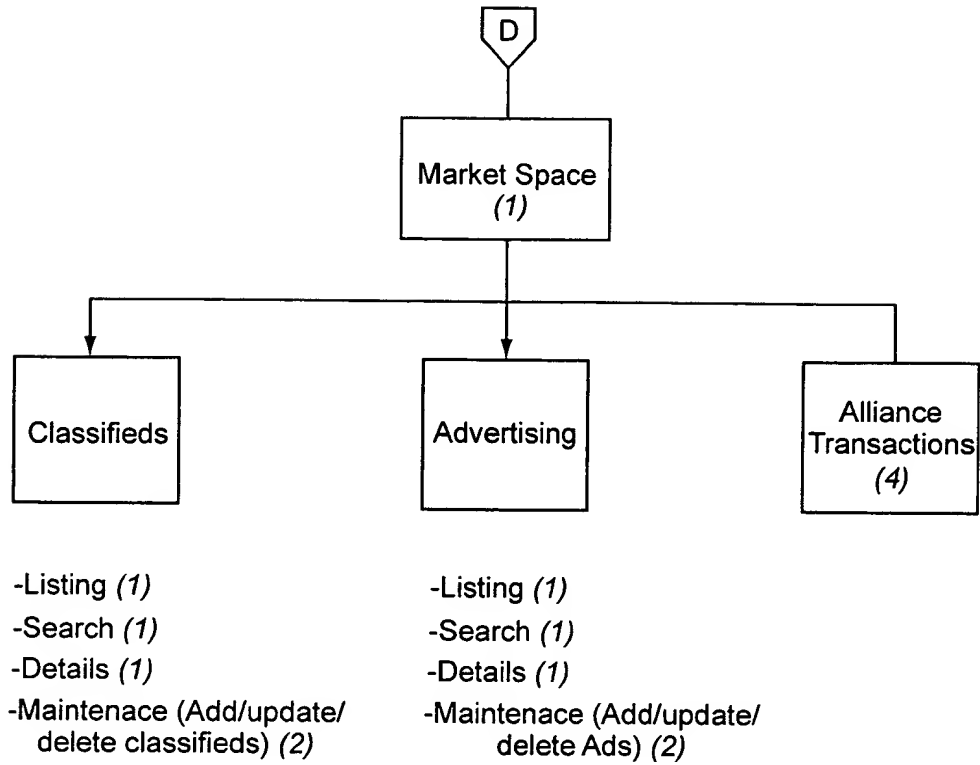 D
Market Space
(1)
Classifieds
Advertising
Alliance
Transactions
(4)
-Listing (1)
-Search (1)
-Details (1)
-Maintenace (Add/update/
delete classifieds) (2)
-Listing (1)
-Search (1)
-Details (1)
-Maintenace (Add/update/
delete Ads) (2)